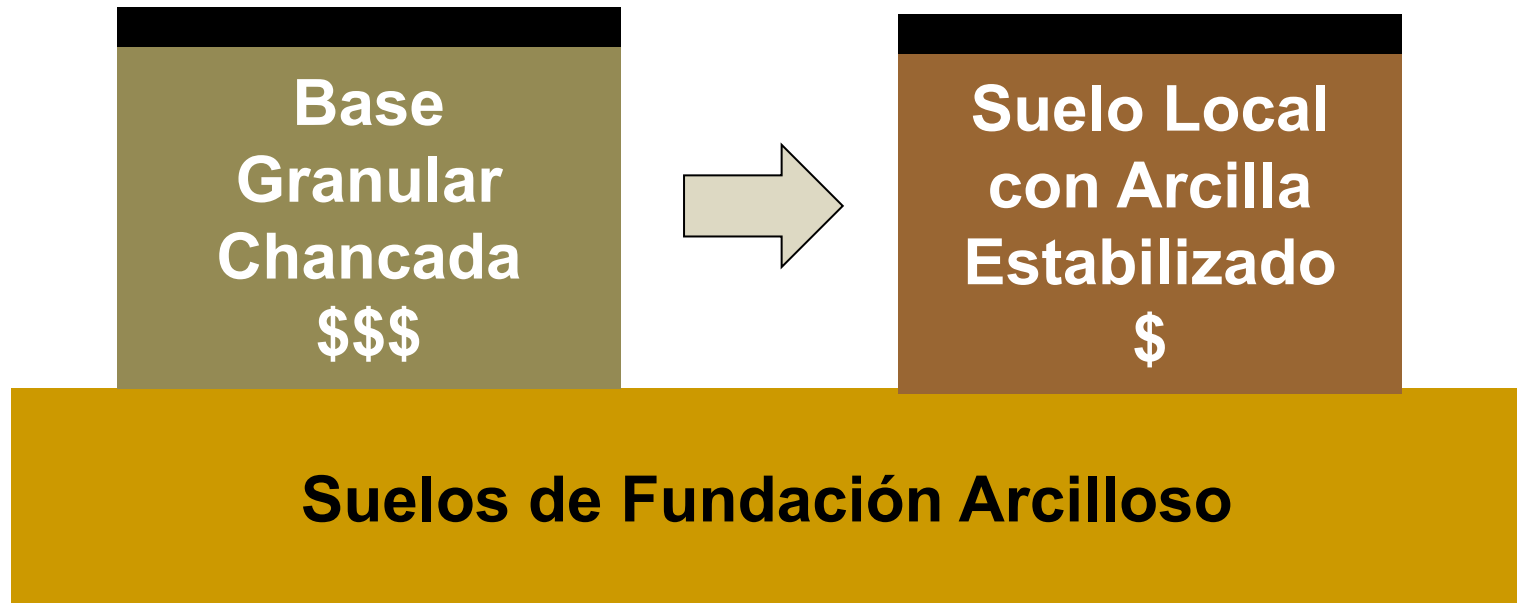 Base
Granular
Chancada
$$$
Suelo Local
con Arcilla
Estabilizado
$
Suelos de Fundación Arcilloso